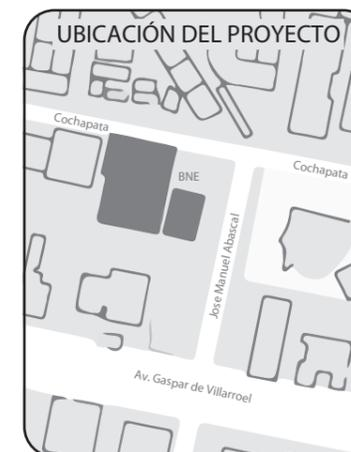 UBICACIÓN DEL PROYECTO
Cochapata
Cochapata
BNE
Jose Manuel Abascal
Av. Gaspar de Villarroel